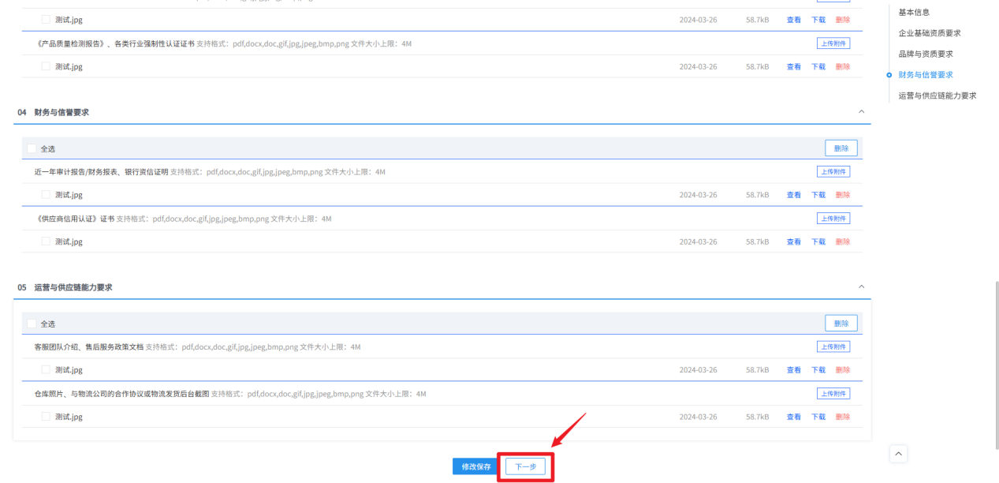 测试.jpg 2024-03-26 58.7kB 查看 下载 删除
《产品质量检测报告》、各类行业强制性认证证书 支持格式：pdf,docx,doc,gif,jpg,jpeg,bmp,png 文件大小上限：4M 上传附件
测试.jpg 2024-03-26 58.7kB 查看 下载 删除
04 财务与信誉要求
全选 删除
近一年审计报告/财务报表、银行资信证明 支持格式：pdf,docx,doc,gif,jpg,jpeg,bmp,png 文件大小上限：4M 上传附件
测试.jpg 2024-03-26 58.7kB 查看 下载 删除
《供应商信用认证》证书 支持格式：pdf,docx,doc,gif,jpg,jpeg,bmp,png 文件大小上限：4M 上传附件
测试.jpg 2024-03-26 58.7kB 查看 下载 删除
05 运营与供应链能力要求
全选 删除
客服团队介绍、售后服务政策文档 支持格式：pdf,docx,doc,gif,jpg,jpeg,bmp,png 文件大小上限：4M 上传附件
测试.jpg 2024-03-26 58.7kB 查看 下载 删除
仓库照片、与物流公司的合作协议或物流发货后台截图 支持格式：pdf,docx,doc,gif,jpg,jpeg,bmp,png 文件大小上限：4M 上传附件
测试.jpg 2024-03-26 58.7kB 查看 下载 删除
修改保存 下一步
基本信息
企业基础资质要求
品牌与资质要求
财务与信誉要求
运营与供应链能力要求